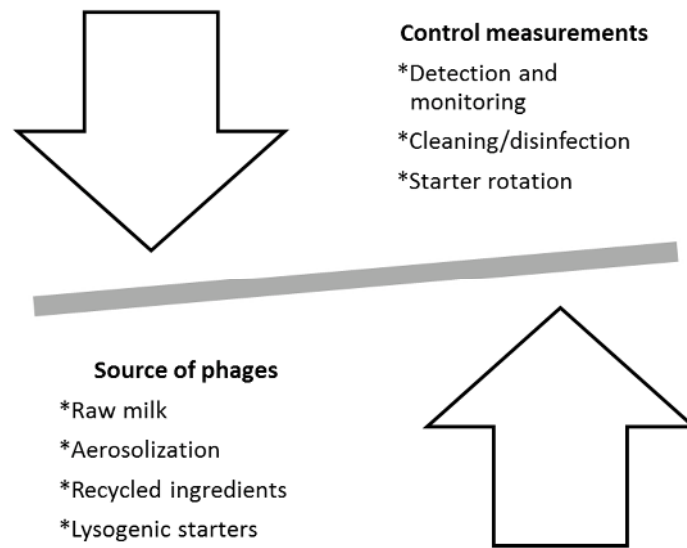 Control measurements
*Detection and
monitoring
*Cleaning/disinfection
*Starter rotation
Source of phages
*Raw milk
*Aerosolization
*Recycled ingredients
*Lysogenic starters